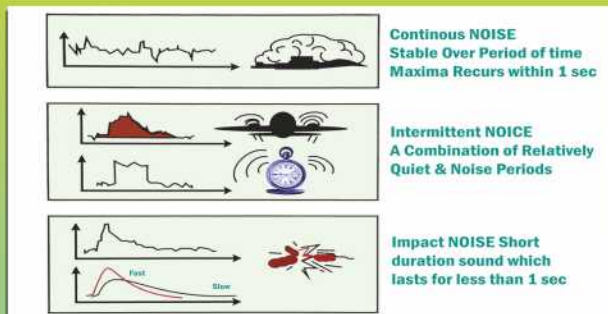 Continous NOISE
Stable Over Period of time
Maxima Recurs within 1 sec
Intermittent NOICE
A Combination of Relatively
Quiet & Noise Periods
Impact NOISE Short
duration sound which
lasts for less than 1 sec
Fast
Slow